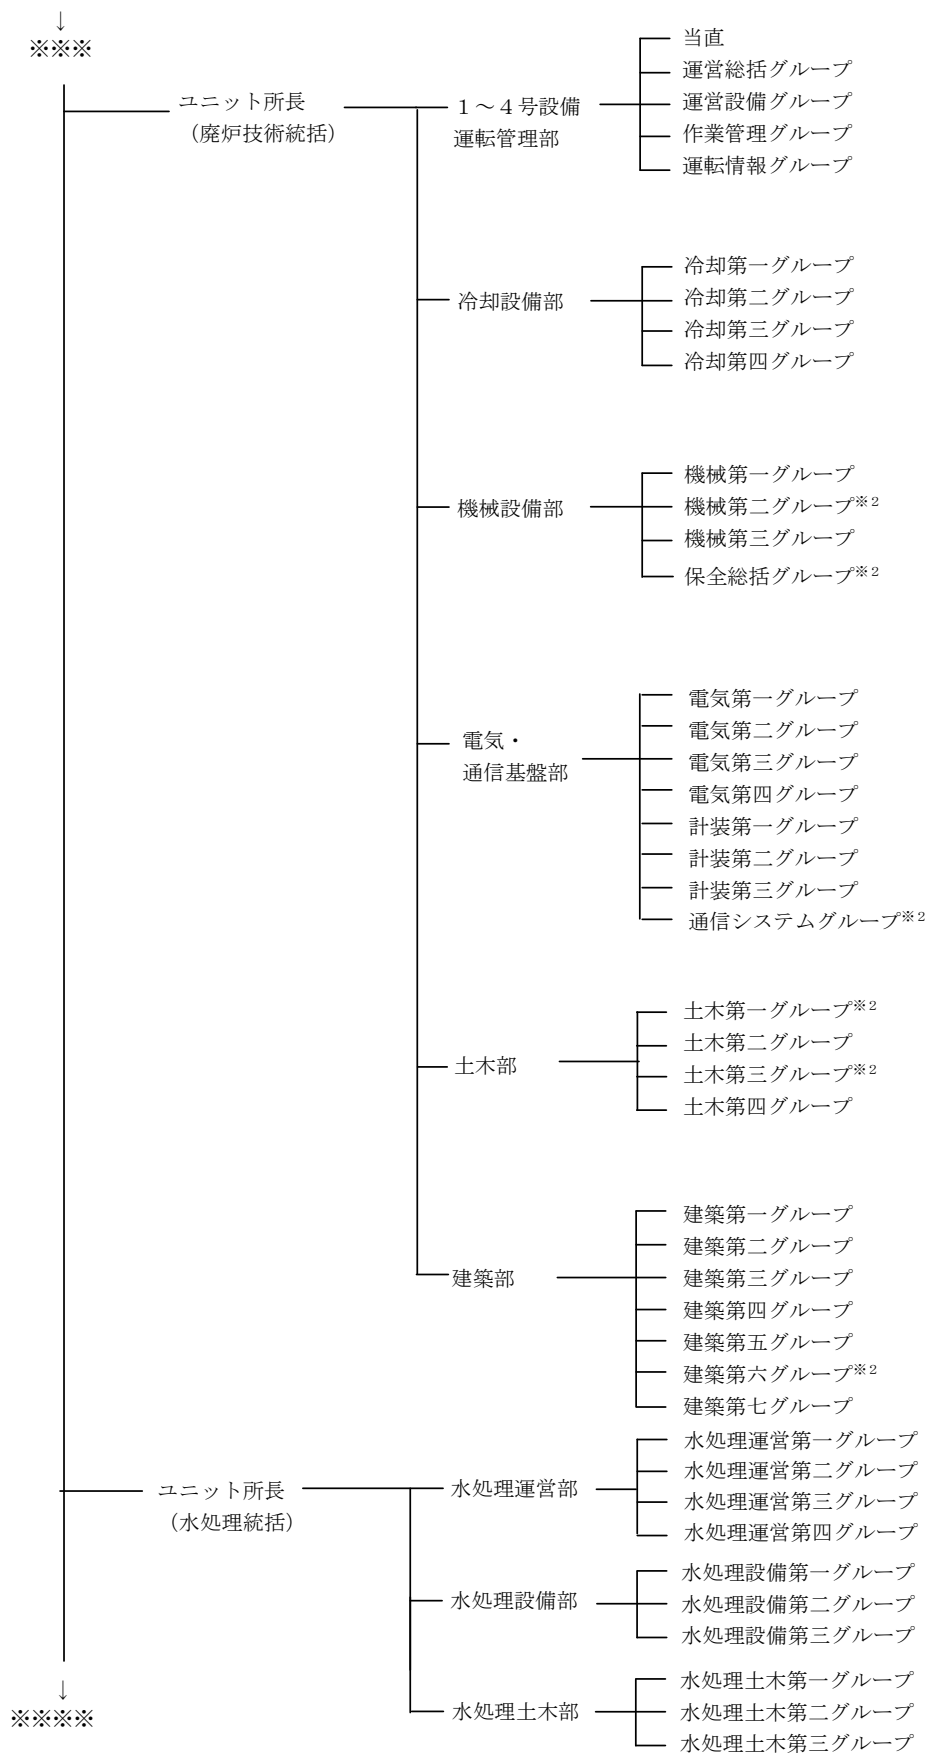 ↓
※※※
ユニット所長
(廃炉技術統括)
1~4号設備
運転管理部
当直
運営総括グループ
運営設備グループ
作業管理グループ
運転情報グループ
冷却設備部
冷却第一グループ
冷却第二グループ
冷却第三グループ
冷却第四グループ
機械設備部
機械第一グループ
機械第二グループ※2
機械第三グループ
保全総括グループ※2
電気・
通信基盤部
電気第一グループ
電気第二グループ
電気第三グループ
電気第四グループ
計装第一グループ
計装第二グループ
計装第三グループ
通信システムグループ※2
土木部
土木第一グループ※2
土木第二グループ
土木第三グループ※2
土木第四グループ
建築部
建築第一グループ
建築第二グループ
建築第三グループ
建築第四グループ
建築第五グループ
建築第六グループ※2
建築第七グループ
ユニット所長
(水処理統括)
水処理運営部
水処理運営第一グループ
水処理運営第二グループ
水処理運営第三グループ
水処理運営第四グループ
水処理設備部
水処理設備第一グループ
水処理設備第二グループ
水処理設備第三グループ
水処理土木部
水処理土木第一グループ
水処理土木第二グループ
水処理土木第三グループ
↓
※※※※